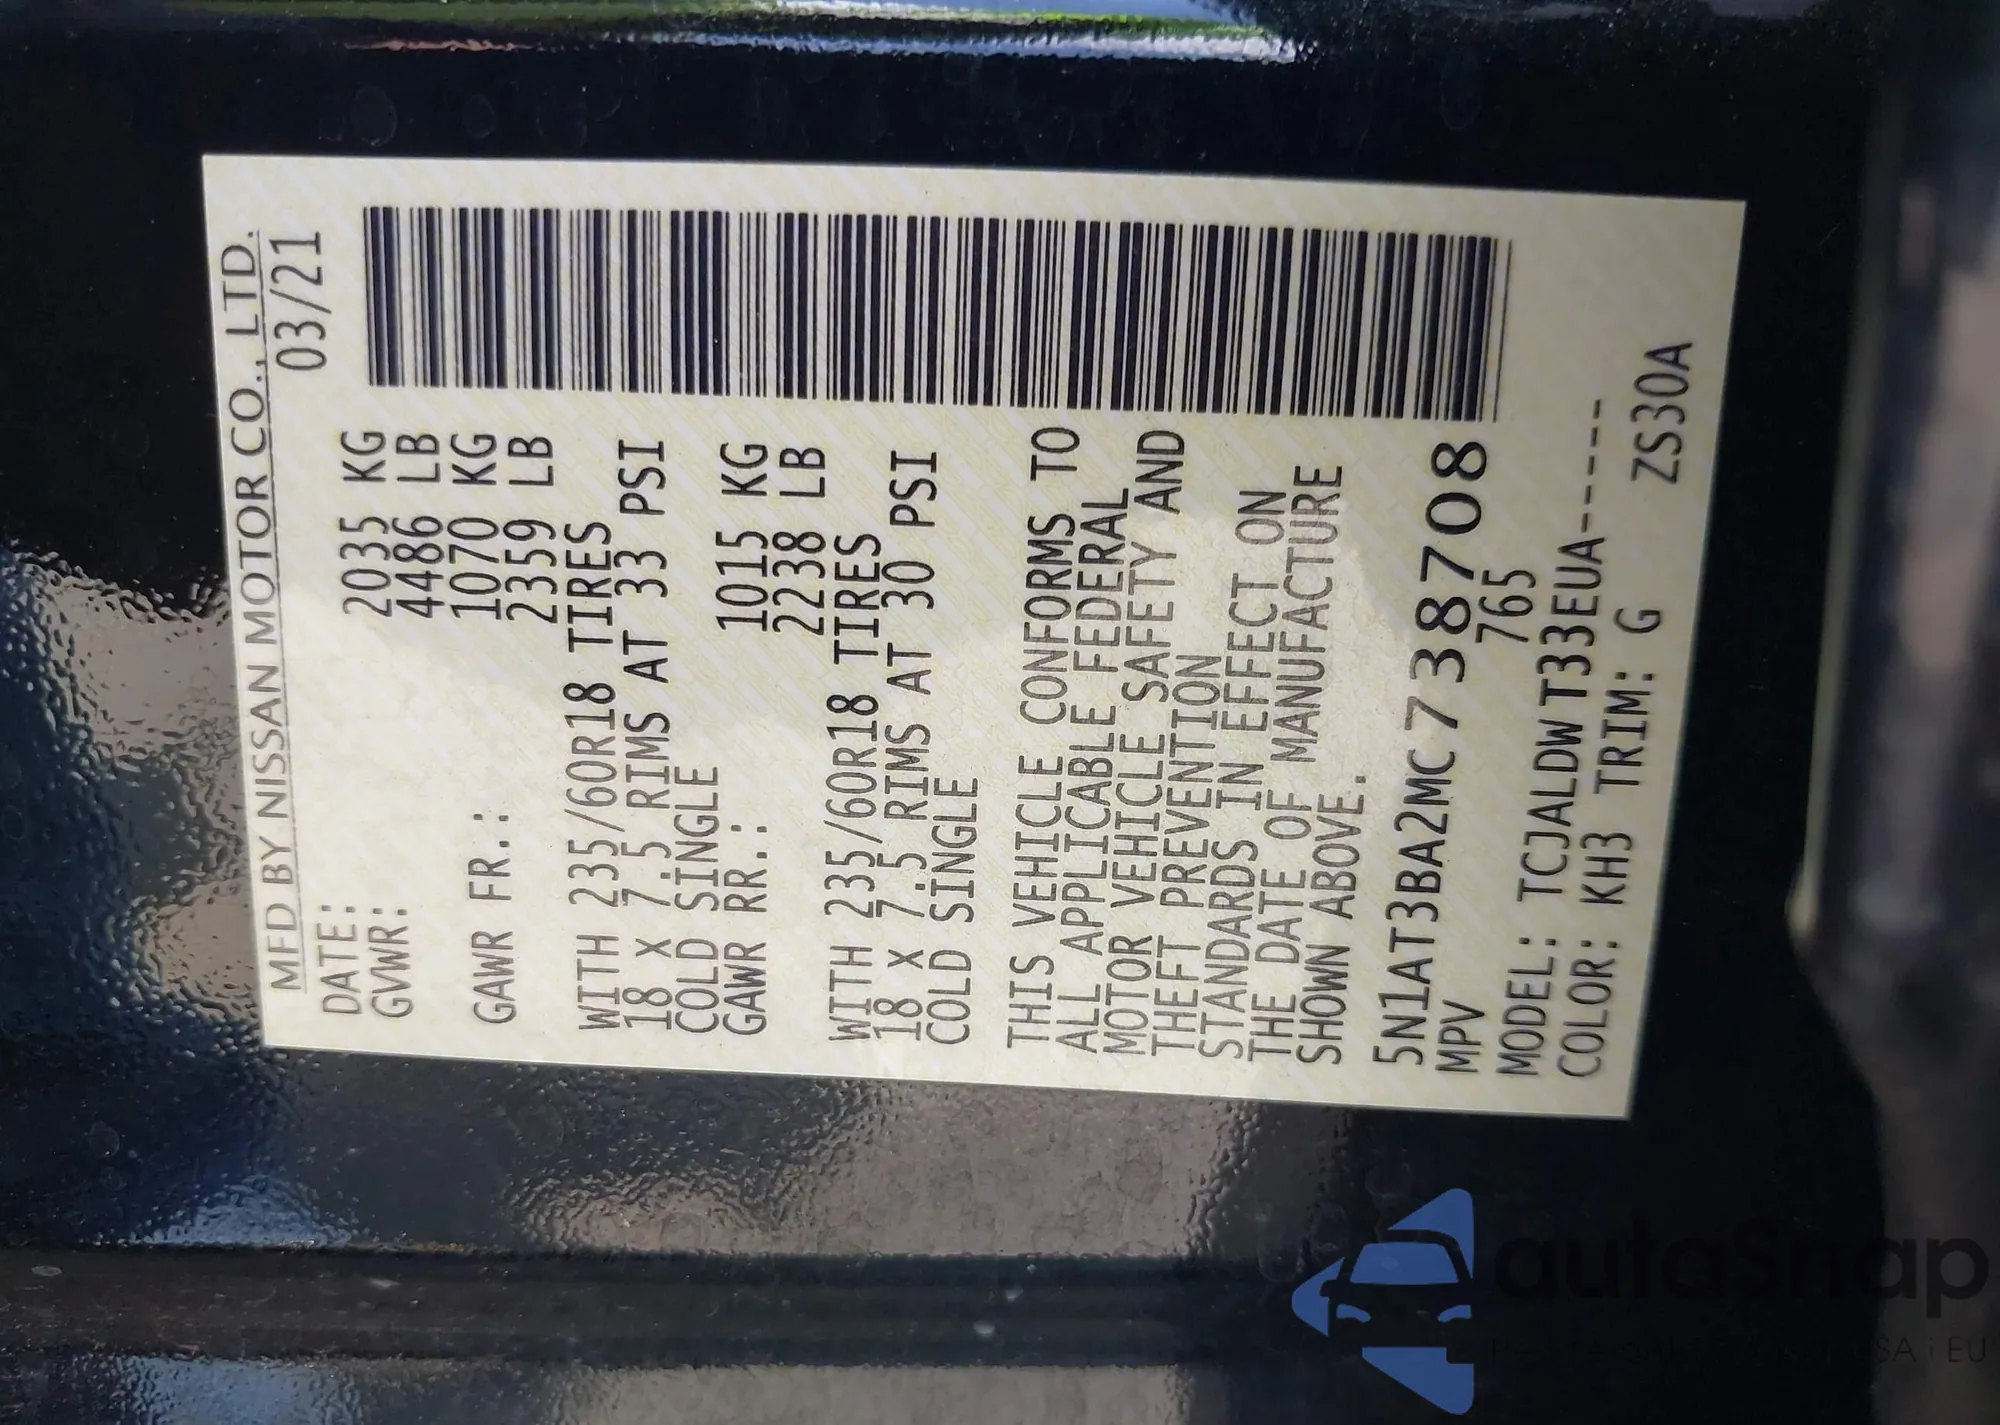 MFD BY NISSAN MOTOR CO., LTD.
DATE: 03/21
GVWR: 2035 KG
4486 LB
GAWR FR.: 1070 KG
2359 LB
WITH 235/60R18 TIRES
18 X 7.5 RIMS AT 33 PSI
COLD SINGLE
GAWR RR.: 1015 KG
2238 LB
WITH 235/60R18 TIRES
18 X 7.5 RIMS AT 30 PSI
COLD SINGLE
THIS VEHICLE CONFORMS TO
ALL APPLICABLE FEDERAL
MOTOR VEHICLE SAFETY AND
THEFT PREVENTION
STANDARDS IN EFFECT ON
THE DATE OF MANUFACTURE
SHOWN ABOVE.
5N1AT3BA2MC738708
MPV 765
MODEL: TCJALDWT33EUA-----
COLOR: KH3 TRIM: G ZS30A
autoSnap
SA i EU